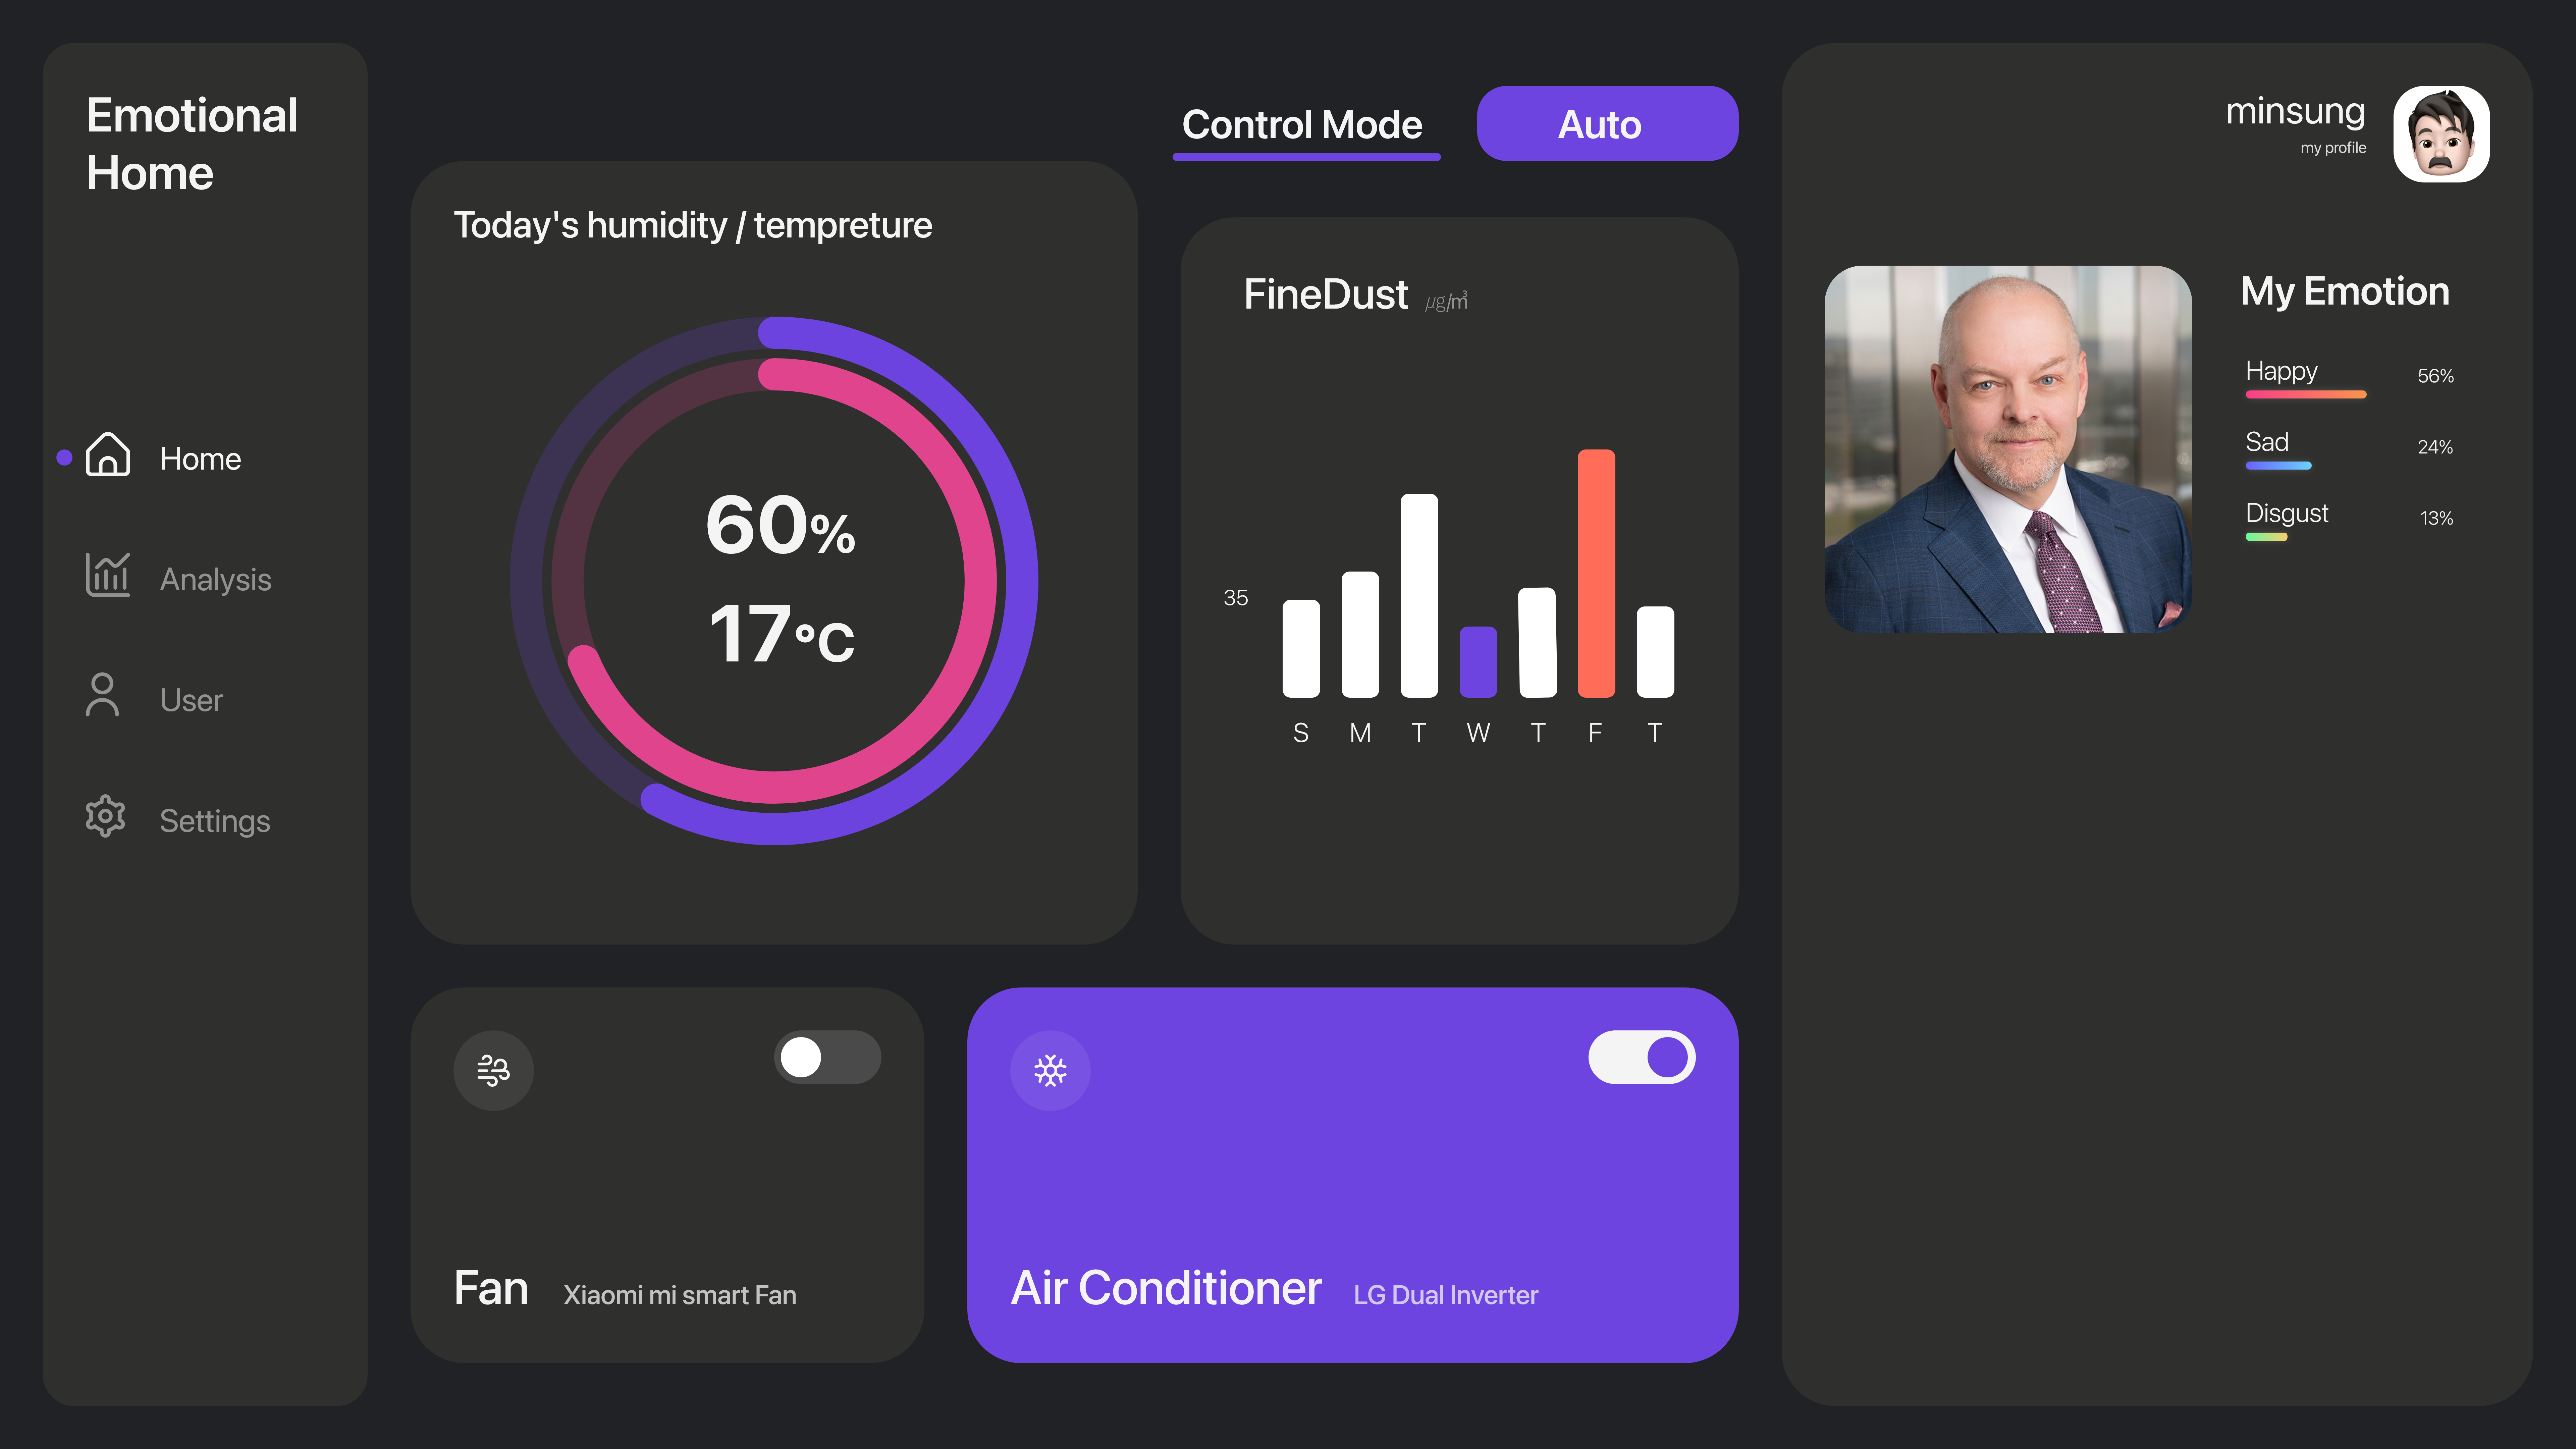 Emotional
Home
Home
Analysis
User
Settings
Control Mode
Auto
Today's humidity / tempreture
60%
17°C
FineDust μg/m³
35
S M T W T F T
Fan Xiaomi mi smart Fan
Air Conditioner LG Dual Inverter
minsung
my profile
My Emotion
Happy 56%
Sad 24%
Disgust 13%